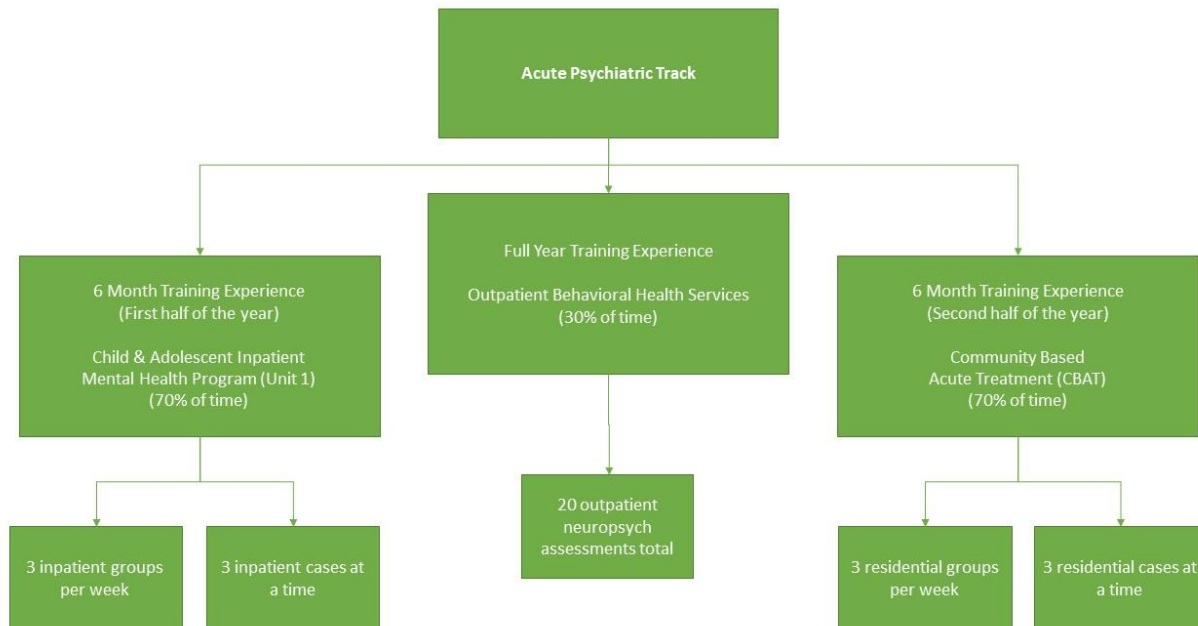 Acute Psychiatric Track
6 Month Training Experience
(First half of the year)
Child & Adolescent Inpatient
Mental Health Program (Unit 1)
(70% of time)
Full Year Training Experience
Outpatient Behavioral Health Services
(30% of time)
6 Month Training Experience
(Second half of the year)
Community Based
Acute Treatment (CBAT)
(70% of time)
3 inpatient groups
per week
3 inpatient cases at
a time
20 outpatient
neuropsych
assessments total
3 residential groups
per week
3 residential cases at
a time